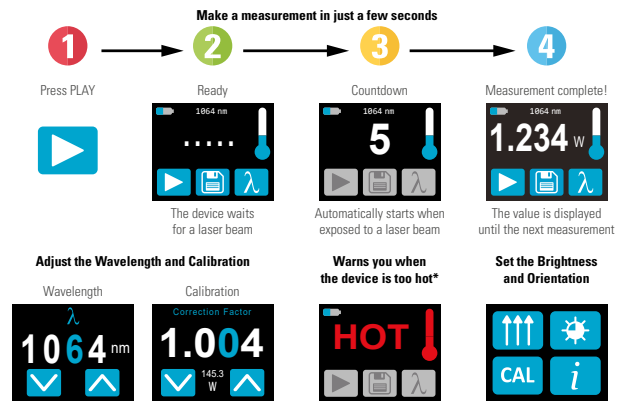 Make a measurement in just a few seconds
1 2 3 4
Press PLAY Ready Countdown Measurement complete!
1064 nm 1064 nm 1064 nm
..... 5 1.234 W
λ λ λ
The device waits Automatically starts when The value is displayed
for a laser beam exposed to a laser beam until the next measurement
Adjust the Wavelength and Calibration Warns you when Set the Brightness
the device is too hot* and Orientation
Wavelength Calibration
λ Correction Factor
1064 nm 1.004 HOT
145.3 CAL i
W λ